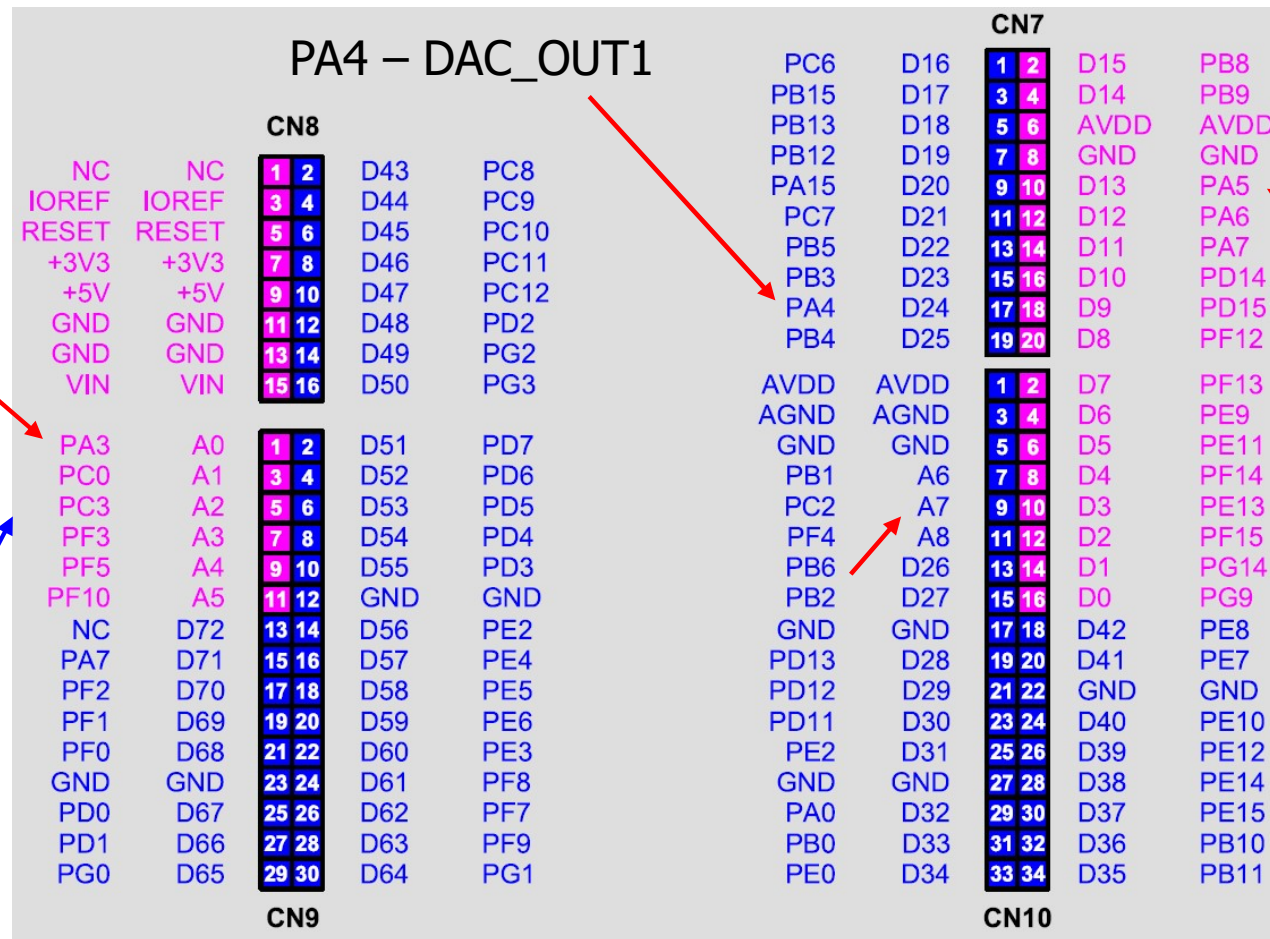 PA4 – DAC_OUT1
CN8
NC NC 1 2 D43 PC8
IOREF IOREF 3 4 D44 PC9
RESET RESET 5 6 D45 PC10
+3V3 +3V3 7 8 D46 PC11
+5V +5V 9 10 D47 PC12
GND GND 11 12 D48 PD2
GND GND 13 14 D49 PG2
VIN VIN 15 16 D50 PG3
PA3 A0 1 2 D51 PD7
PC0 A1 3 4 D52 PD6
PC3 A2 5 6 D53 PD5
PF3 A3 7 8 D54 PD4
PF5 A4 9 10 D55 PD3
PF10 A5 11 12 GND GND
NC D72 13 14 D56 PE2
PA7 D71 15 16 D57 PE4
PF2 D70 17 18 D58 PE5
PF1 D69 19 20 D59 PE6
PF0 D68 21 22 D60 PE3
GND GND 23 24 D61 PF8
PD0 D67 25 26 D62 PF7
PD1 D66 27 28 D63 PF9
PG0 D65 29 30 D64 PG1
CN9
CN7
PC6 D16 1 2 D15 PB8
PB15 D17 3 4 D14 PB9
PB13 D18 5 6 AVDD AVDD
PB12 D19 7 8 GND GND
PA15 D20 9 10 D13 PA5
PC7 D21 11 12 D12 PA6
PB5 D22 13 14 D11 PA7
PB3 D23 15 16 D10 PD14
PA4 D24 17 18 D9 PD15
PB4 D25 19 20 D8 PF12
AVDD AVDD 1 2 D7 PF13
AGND AGND 3 4 D6 PE9
GND GND 5 6 D5 PE11
PB1 A6 7 8 D4 PF14
PC2 A7 9 10 D3 PE13
PF4 A8 11 12 D2 PF15
PB6 D26 13 14 D1 PG14
PB2 D27 15 16 D0 PG9
GND GND 17 18 D42 PE8
PD13 D28 19 20 D41 PE7
PD12 D29 21 22 GND GND
PD11 D30 23 24 D40 PE10
PE2 D31 25 26 D39 PE12
GND GND 27 28 D38 PE14
PA0 D32 29 30 D37 PE15
PB0 D33 31 32 D36 PB10
PE0 D34 33 34 D35 PB11
CN10